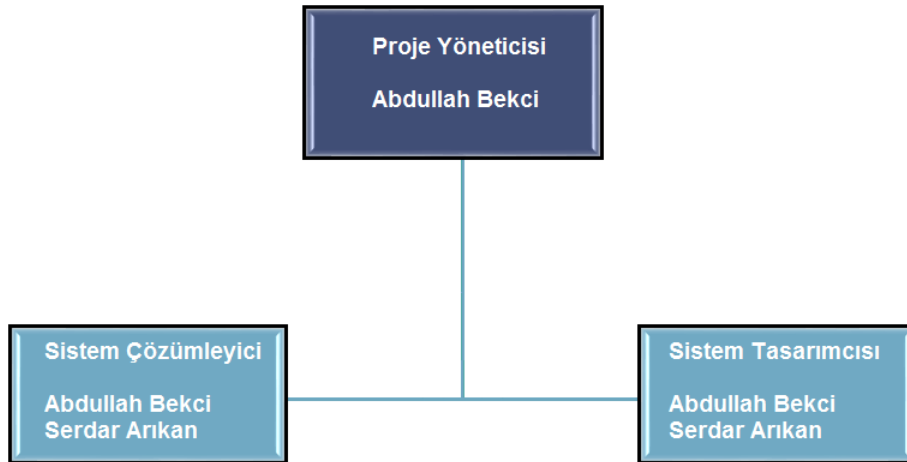 Proje Yöneticisi
Abdullah Bekci
Sistem Çözümleyici
Abdullah Bekci
Serdar Arıkan
Sistem Tasarımcısı
Abdullah Bekci
Serdar Arıkan